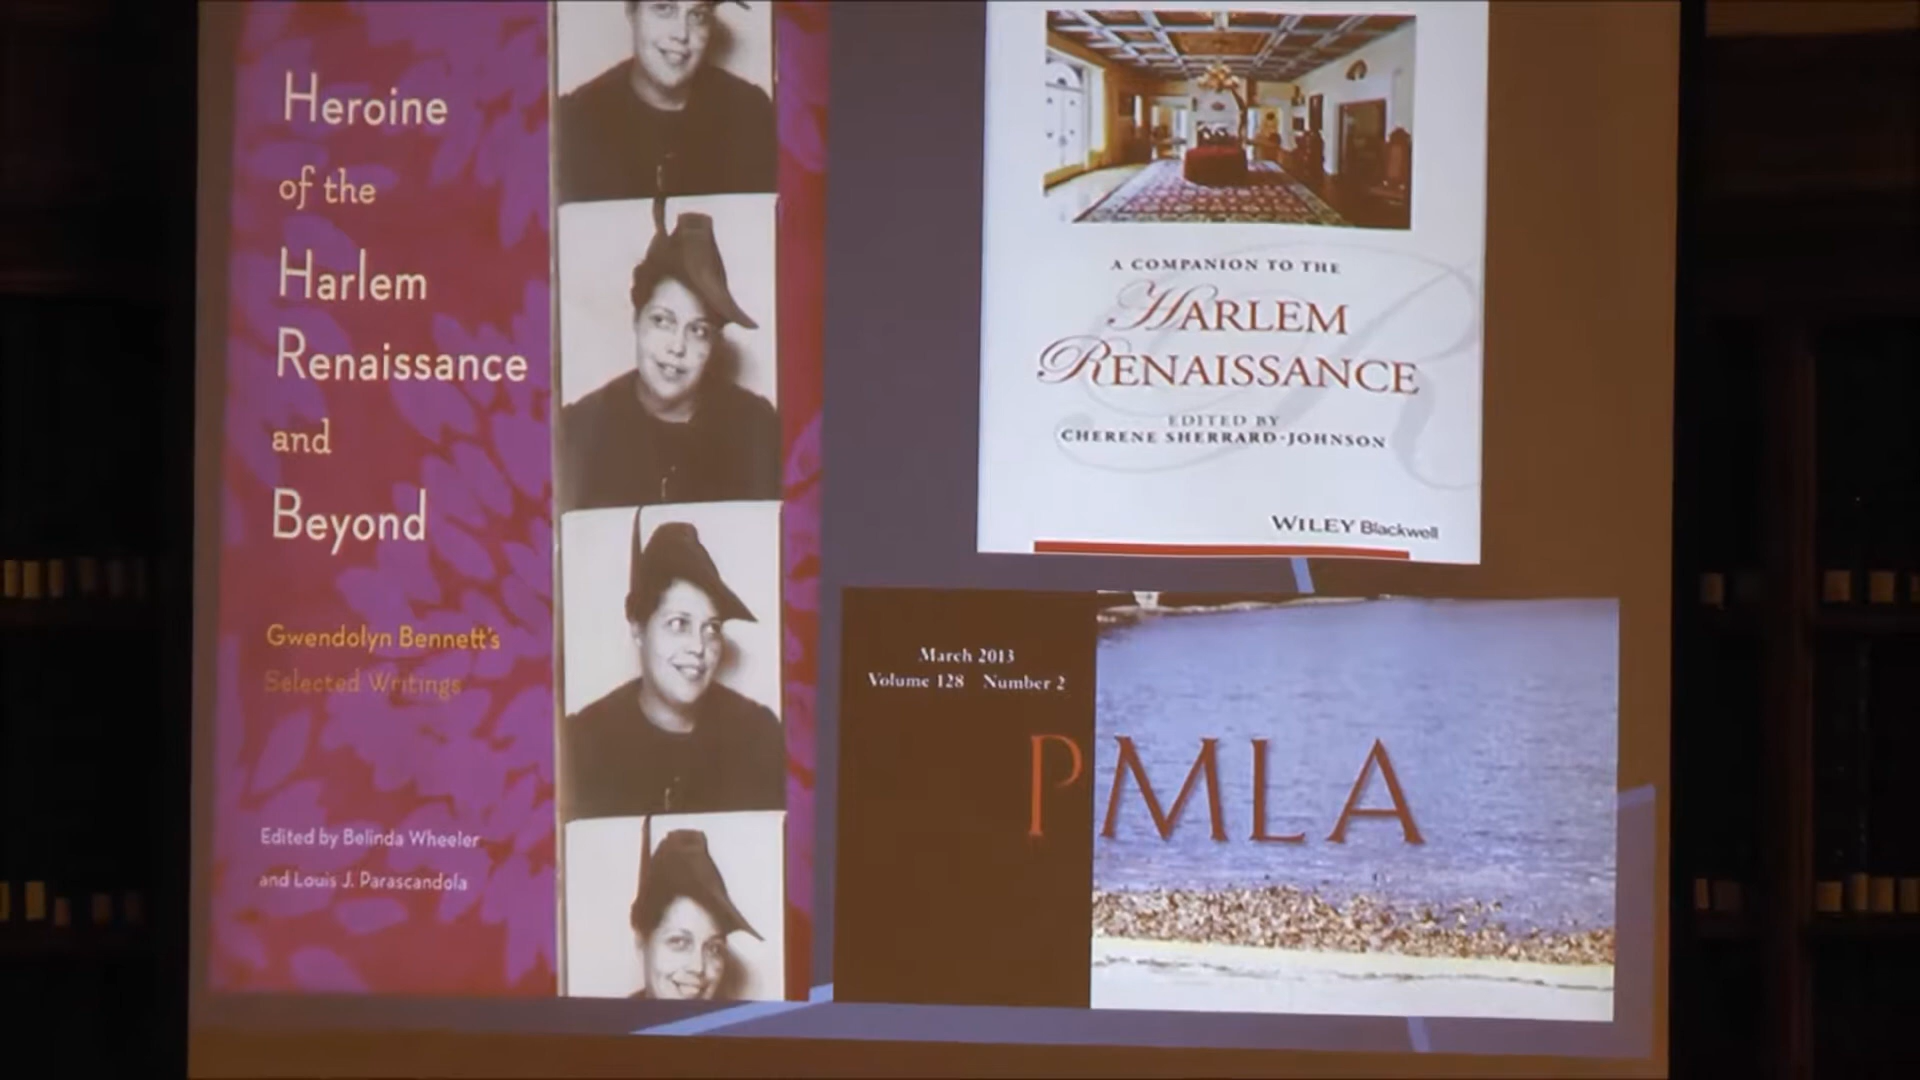 Heroine
of the
Harlem
Renaissance
and
Beyond
Gwendolyn Bennett's
Selected Writings
Edited by Belinda Wheeler
and Louis J. Parascandola
A COMPANION TO THE
HARLEM
RENAISSANCE
EDITED BY
CHERENE SHERRARD-JOHNSON
WILEY Blackwell
March 2013
Volume 128 Number 2
PMLA